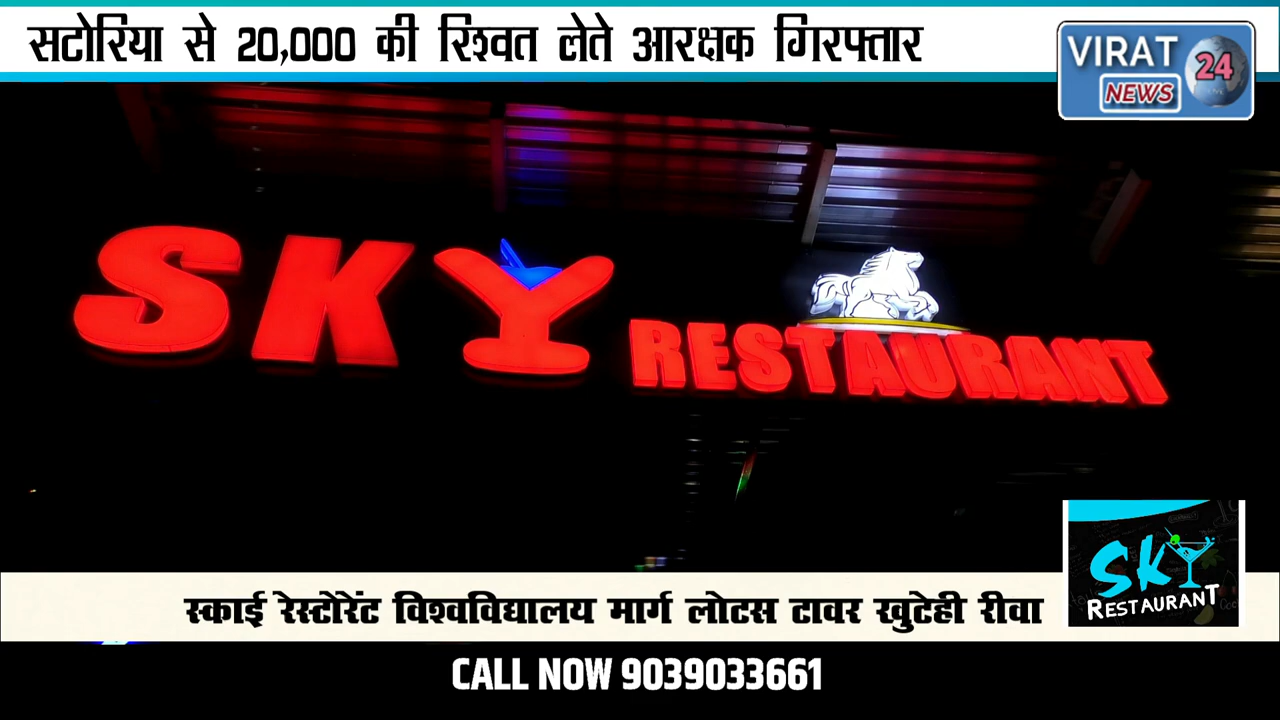 सटोरिया से 20,000 की रिश्वत लेते आरक्षक गिरफ्तार
VIRAT 24
NEWS
SKY RESTAURANT
स्काई रेस्टोरेंट विश्वविद्यालय मार्ग लोटस टावर खुटेही रीवा
SKY
RESTAURANT
CALL NOW 9039033661